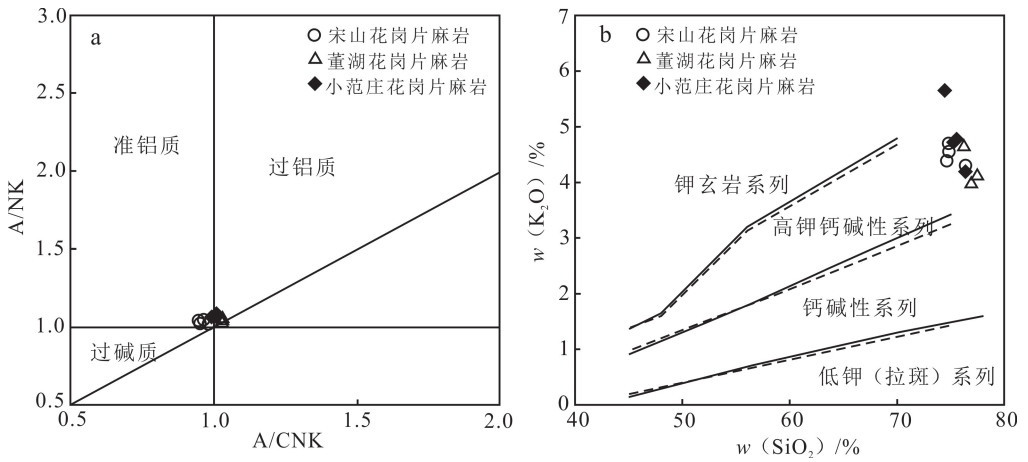 a
宋山花岗片麻岩
董湖花岗片麻岩
小范庄花岗片麻岩
准铝质
过铝质
过碱质
3.0
2.5
2.0
1.5
1.0
0.5
A/NK
0.5
1.0
1.5
2.0
A/CNK
b
宋山花岗片麻岩
董湖花岗片麻岩
小范庄花岗片麻岩
钾玄岩系列
高钾钙碱性系列
钙碱性系列
低钾（拉斑）系列
7
6
5
4
3
2
1
0
w（K₂O）/%
40
50
60
70
80
w（SiO₂）/%